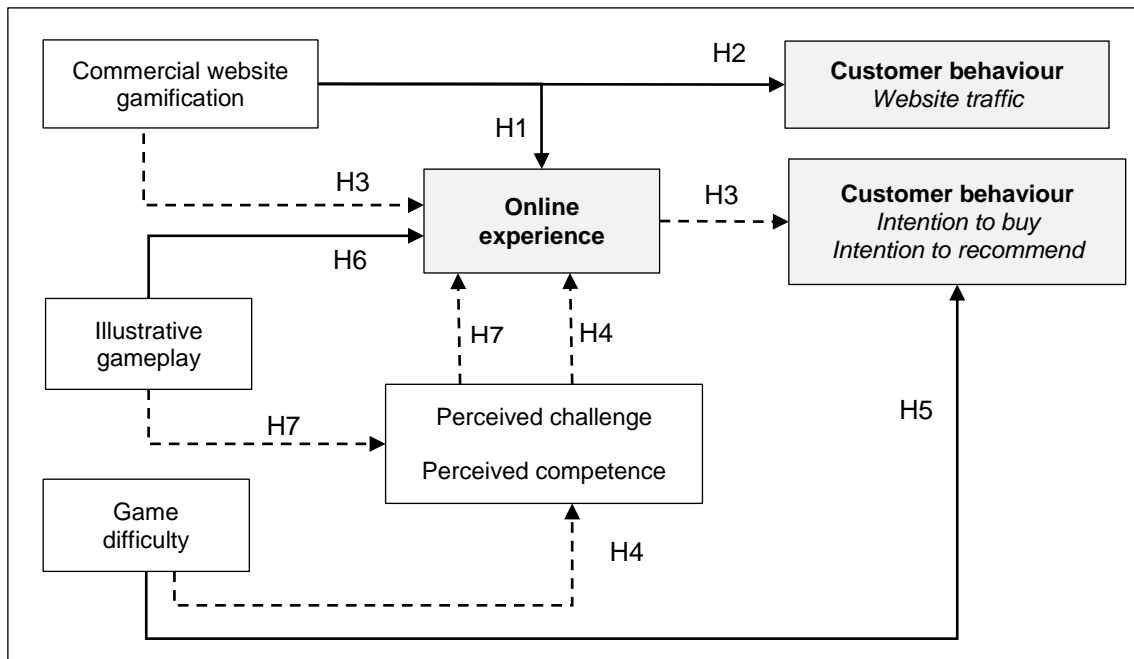 Commercial website
gamification
H2
Customer behaviour
Website traffic
H1
H3
Online
experience
H3
Customer behaviour
Intention to buy
Intention to recommend
H6
Illustrative
gameplay
H7
H4
H7
Perceived challenge
Perceived competence
H5
Game
difficulty
H4